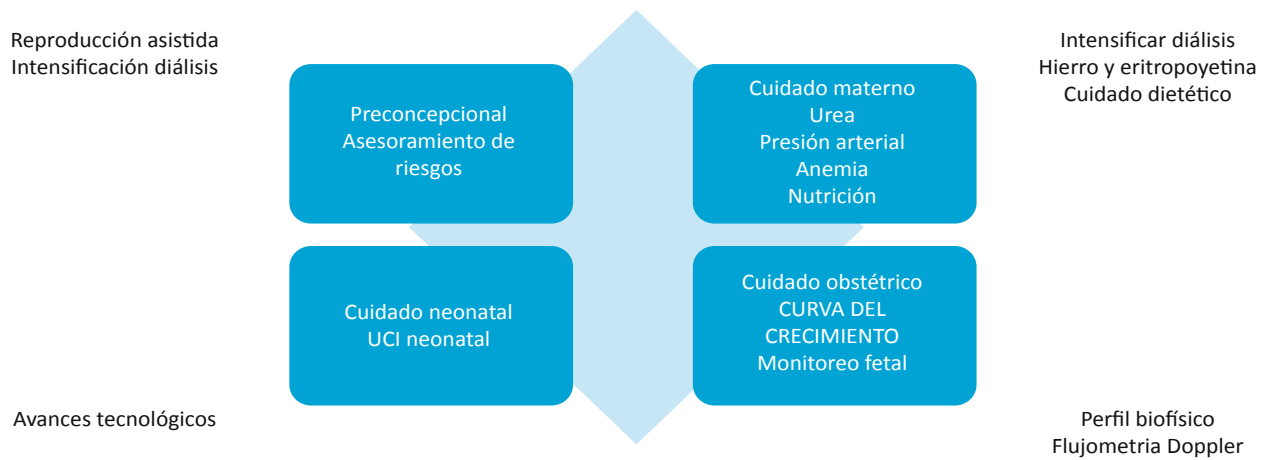 Reproducción asistida
Intensificación diálisis
Preconcepcional
Asesoramiento de
riesgos
Cuidado materno
Urea
Presión arterial
Anemia
Nutrición
Intensificar diálisis
Hierro y eritropoyetina
Cuidado dietético
Cuidado neonatal
UCI neonatal
Cuidado obstétrico
CURVA DEL
CRECIMIENTO
Monitoreo fetal
Avances tecnológicos
Perfil biofísico
Flujometria Doppler